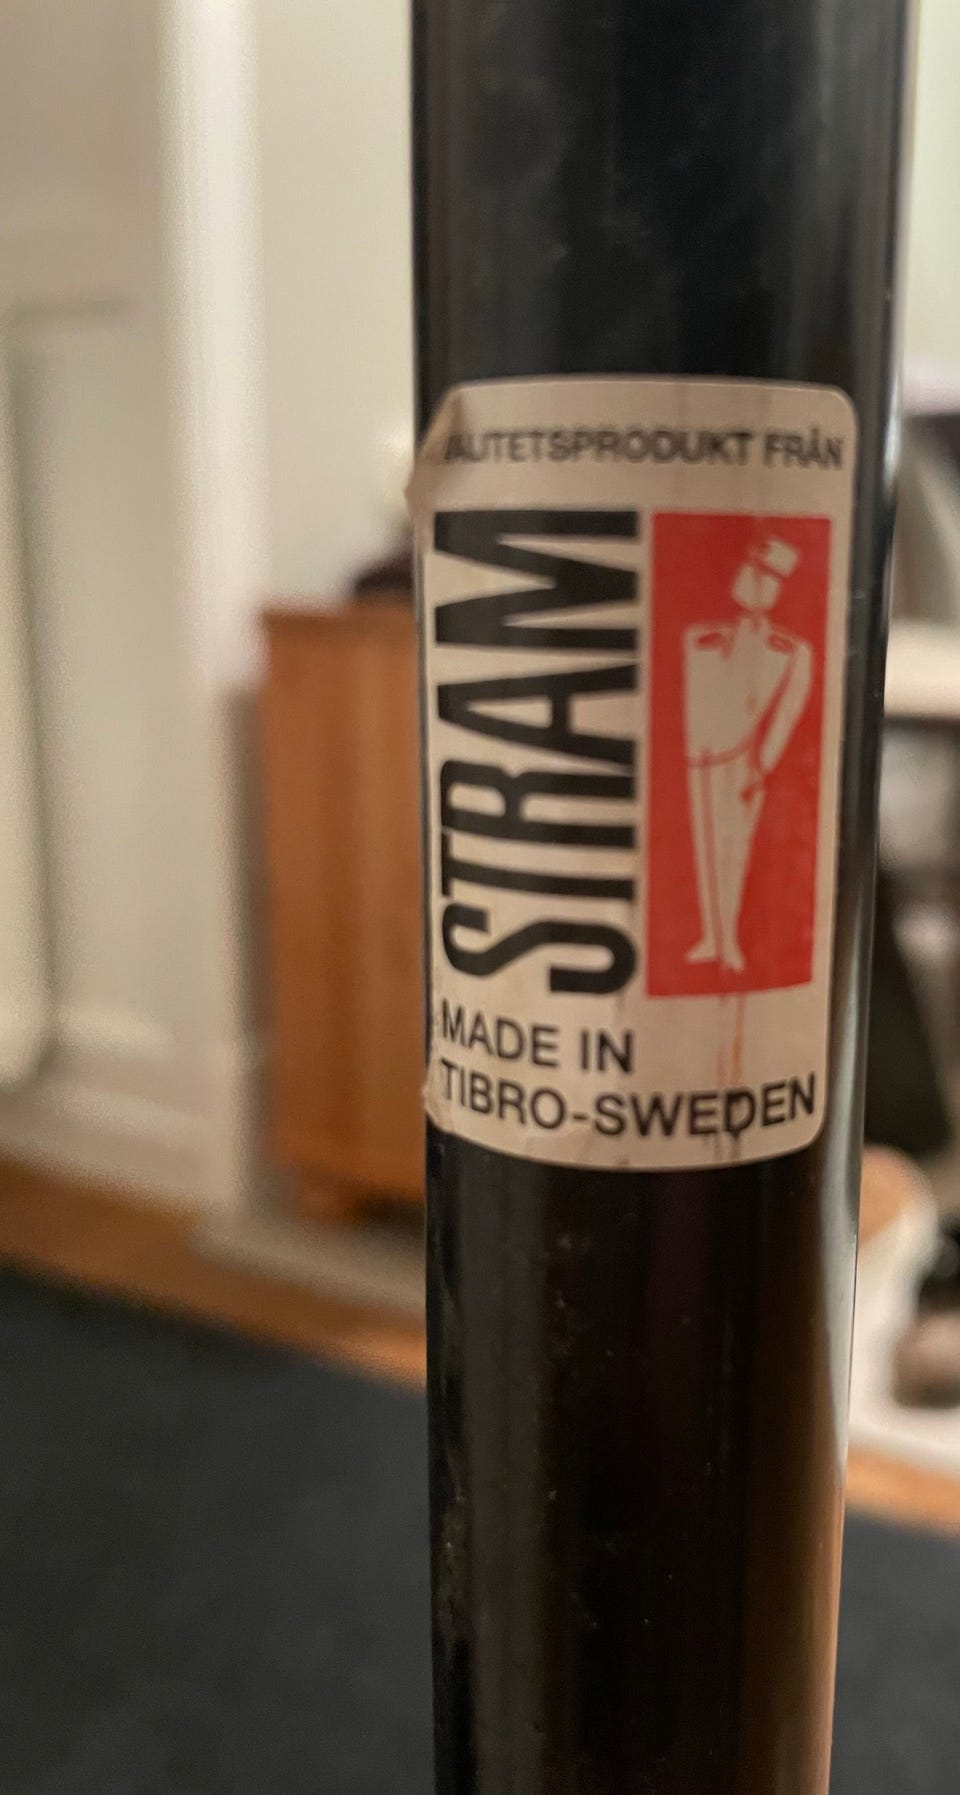 ALITETSPRODUKT FRÅN
STRAM
MADE IN
TIBRO-SWEDEN